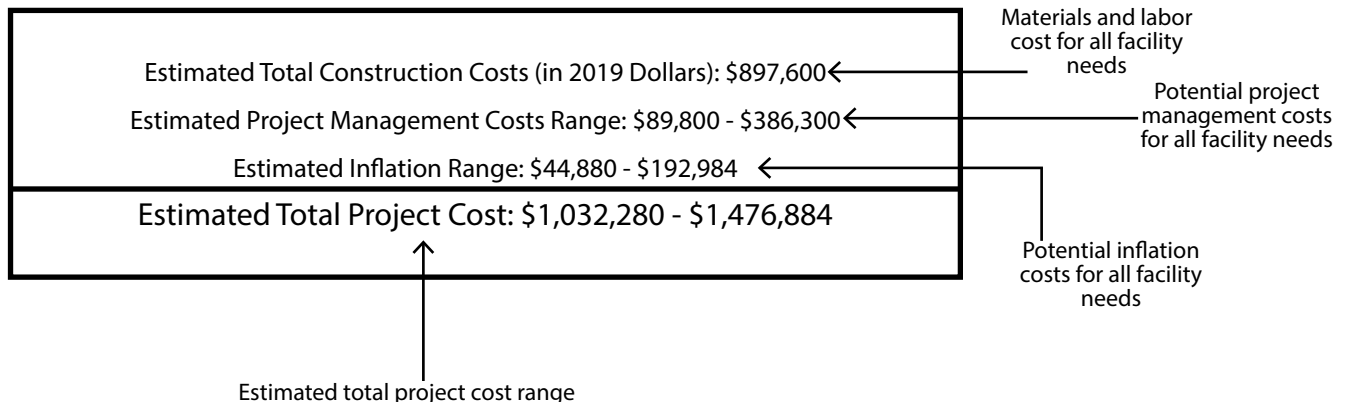 Materials and labor
cost for all facility
needs
Estimated Total Construction Costs (in 2019 Dollars): $897,600
Potential project
management costs
for all facility needs
Estimated Project Management Costs Range: $89,800 - $386,300
Estimated Inflation Range: $44,880 - $192,984
Estimated Total Project Cost: $1,032,280 - $1,476,884
Potential inflation
costs for all facility
needs
Estimated total project cost range